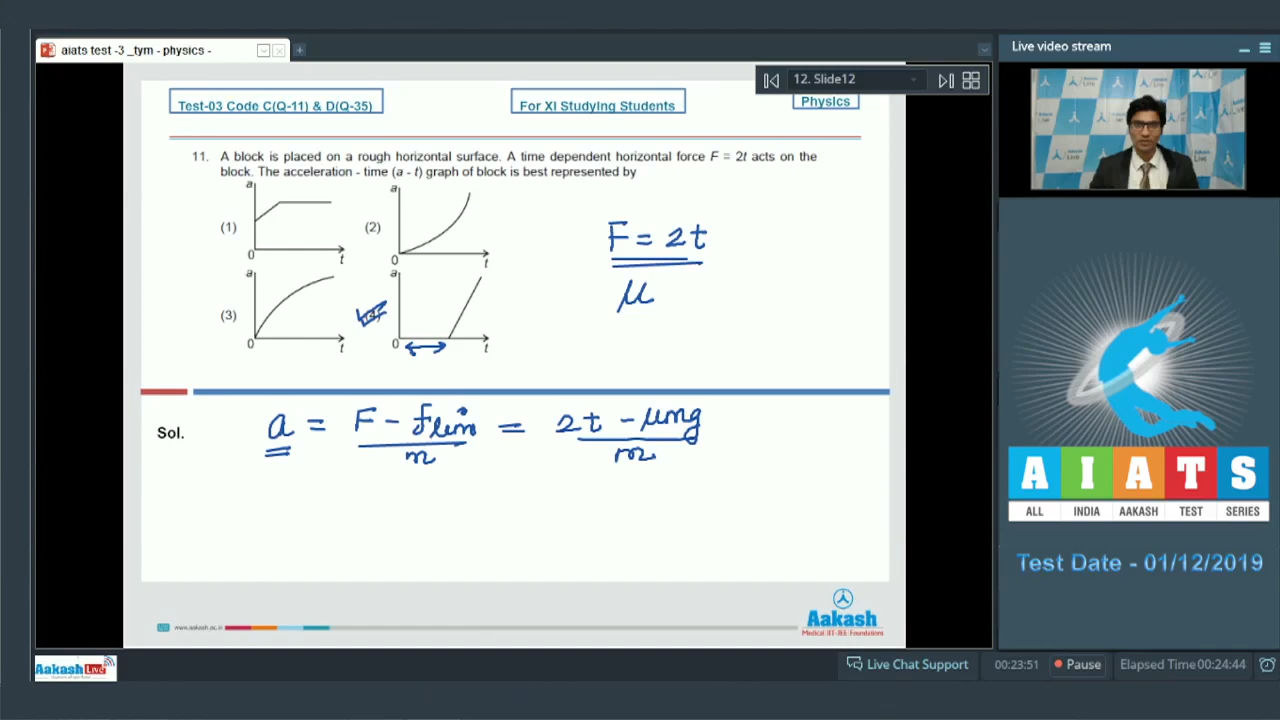 aiats test -3 _tym - physics -
Live video stream
12. Slide12
Test-03 Code C(Q-11) & D(Q-35)
For XI Studying Students
Physics
11. A block is placed on a rough horizontal surface. A time dependent horizontal force F = 2t acts on the
block. The acceleration - time (a - t) graph of block is best represented by
a
a
(1)
(2)
0
t
0
t
a
a
(3)
0
t
0
t
F = 2t
μ
Sol.
a = F - flim / m = 2t - μmg / m
A I A T S
ALL INDIA AAKASH TEST SERIES
Test Date - 01/12/2019
www.aakash.ac.in
Aakash
Medical | IIT-JEE | Foundations
Aakash Live
Live Chat Support
00:23:51
Pause
Elapsed Time 00:24:44